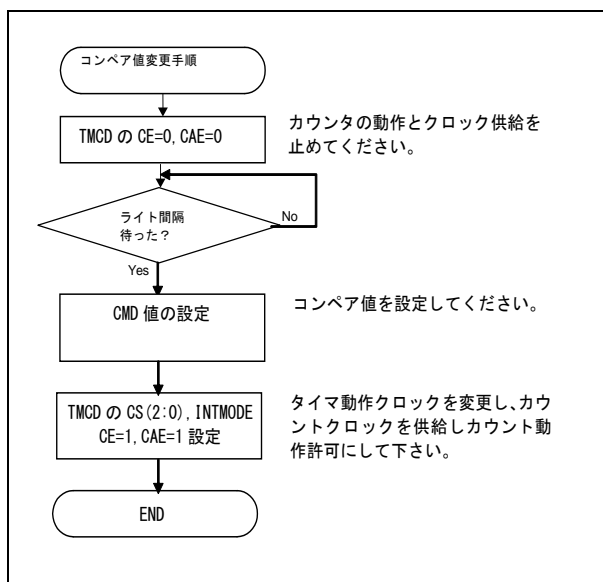 コンペア値変更手順
TMCD の CE=0, CAE=0
カウンタの動作とクロック供給を
止めてください。
ライト間隔
待った？
No
Yes
CMD 値の設定
コンペア値を設定してください。
TMCD の CS(2:0), INTMODE
CE=1, CAE=1 設定
タイマ動作クロックを変更し、カウ
ントクロックを供給しカウント動
作許可にして下さい。
END